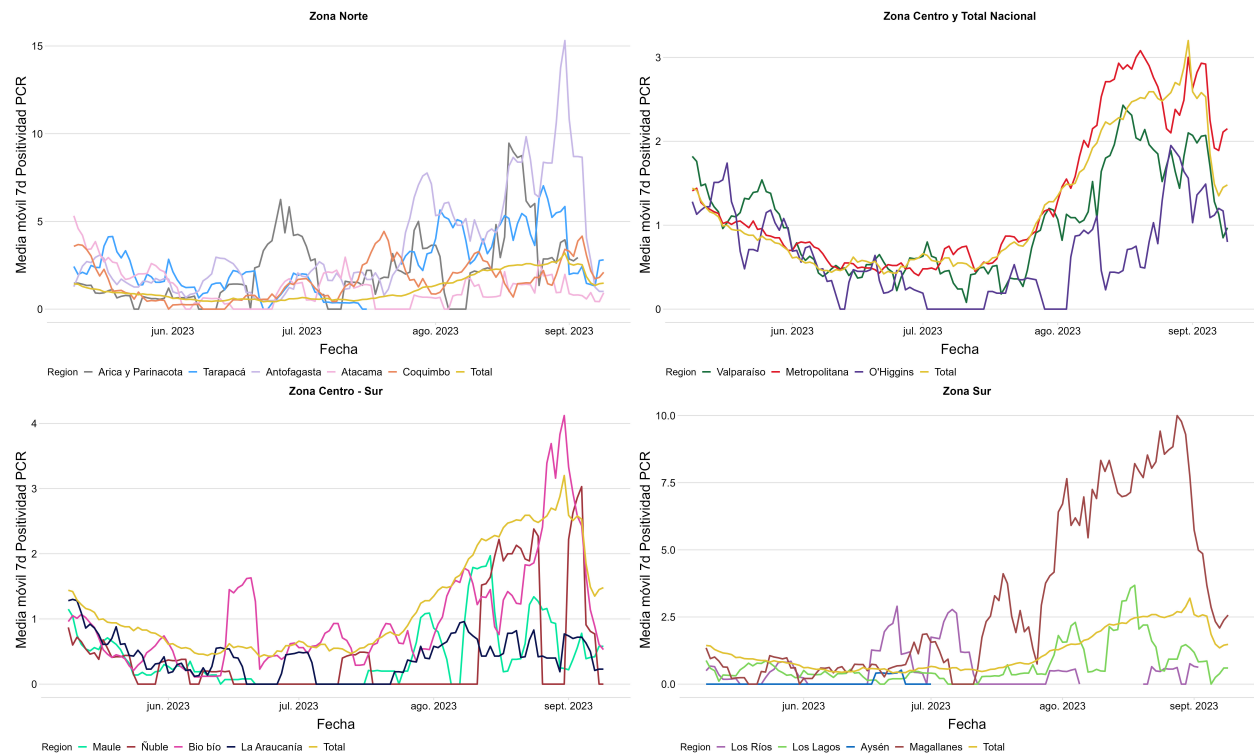 Zona Norte
Media móvil 7d Positividad PCR
15
10
5
0
jun. 2023 jul. 2023 ago. 2023 sept. 2023
Fecha
Region Arica y Parinacota Tarapacá Antofagasta Atacama Coquimbo Total
Zona Centro y Total Nacional
Media móvil 7d Positividad PCR
3
2
1
0
jun. 2023 jul. 2023 ago. 2023 sept. 2023
Fecha
Region Valparaíso Metropolitana O'Higgins Total
Zona Centro - Sur
Media móvil 7d Positividad PCR
4
3
2
1
0
jun. 2023 jul. 2023 ago. 2023 sept. 2023
Fecha
Region Maule Ñuble Bio bío La Araucanía Total
Zona Sur
Media móvil 7d Positividad PCR
10.0
7.5
5.0
2.5
0.0
jun. 2023 jul. 2023 ago. 2023 sept. 2023
Fecha
Region Los Ríos Los Lagos Aysén Magallanes Total